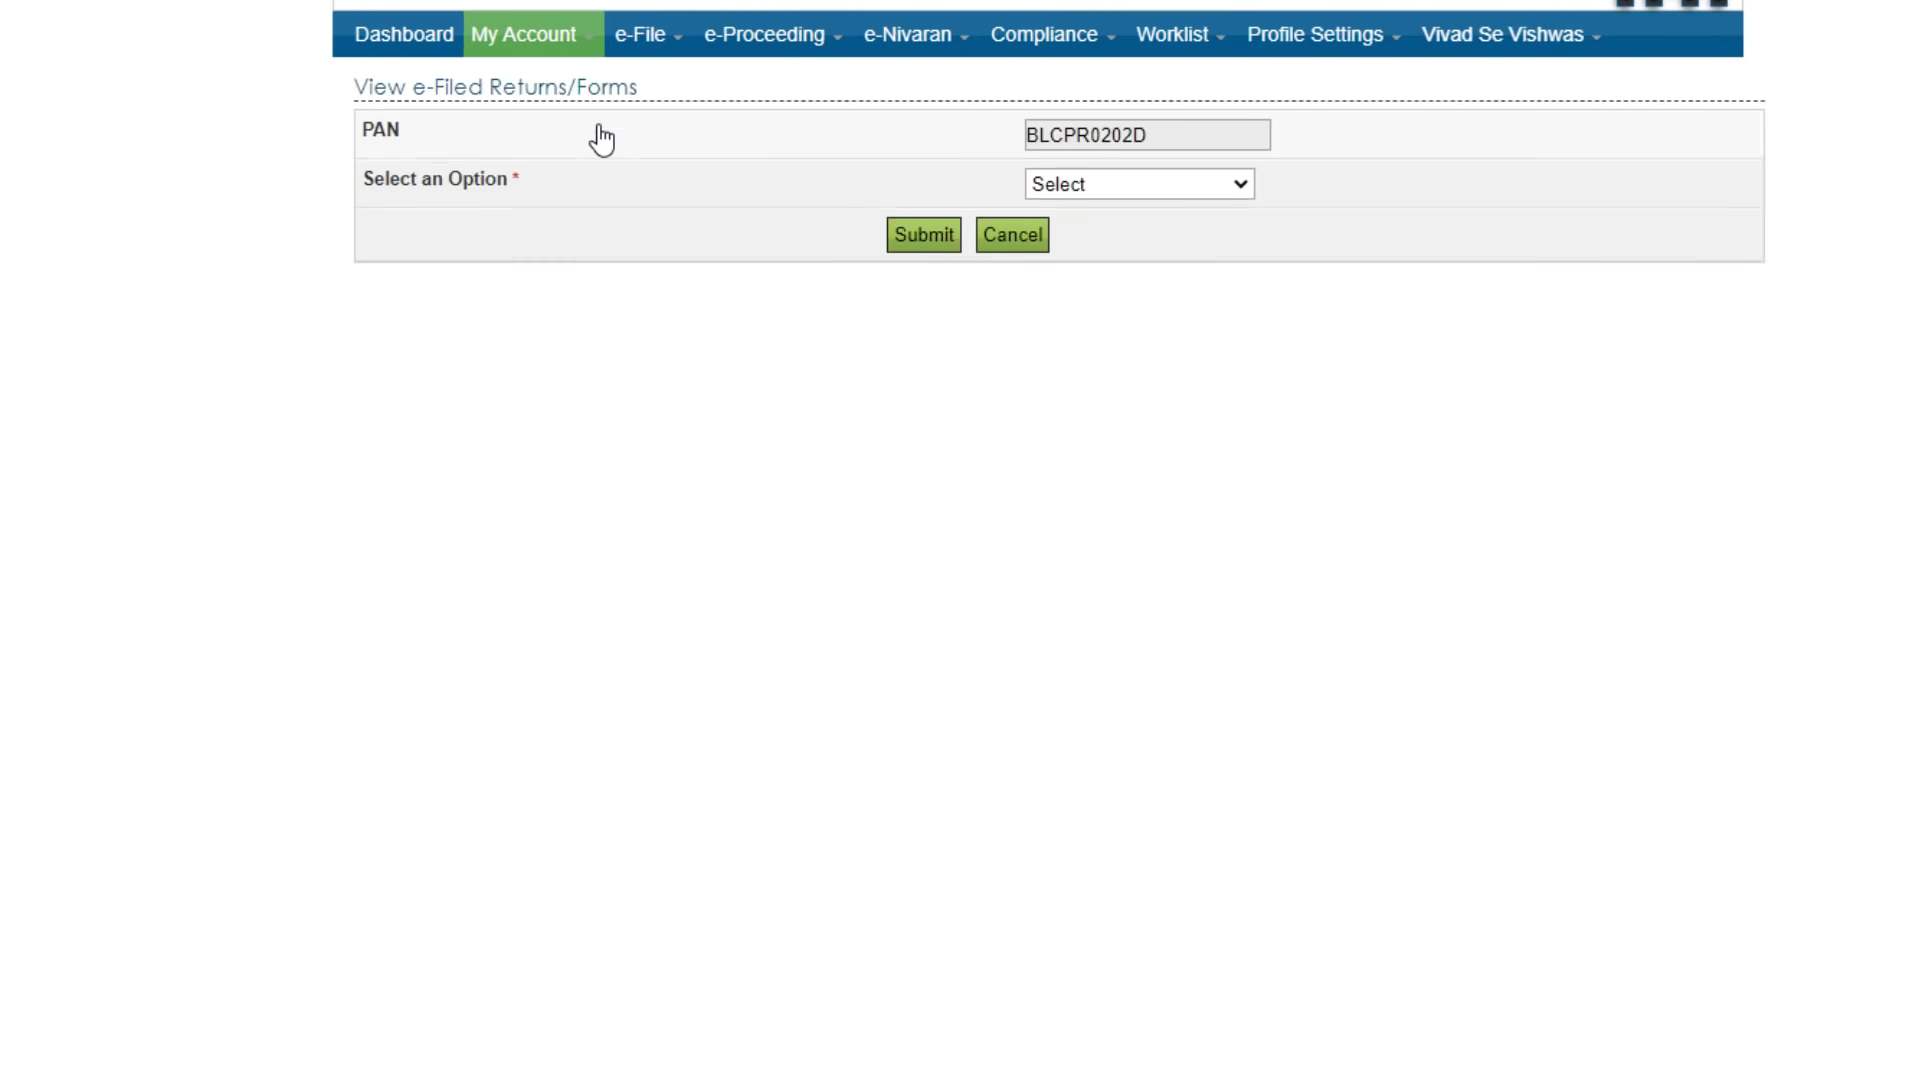 Dashboard My Account e-File e-Proceeding e-Nivaran Compliance Worklist Profile Settings Vivad Se Vishwas
View e-Filed Returns/Forms
PAN BLCPR0202D
Select an Option * Select
Submit Cancel